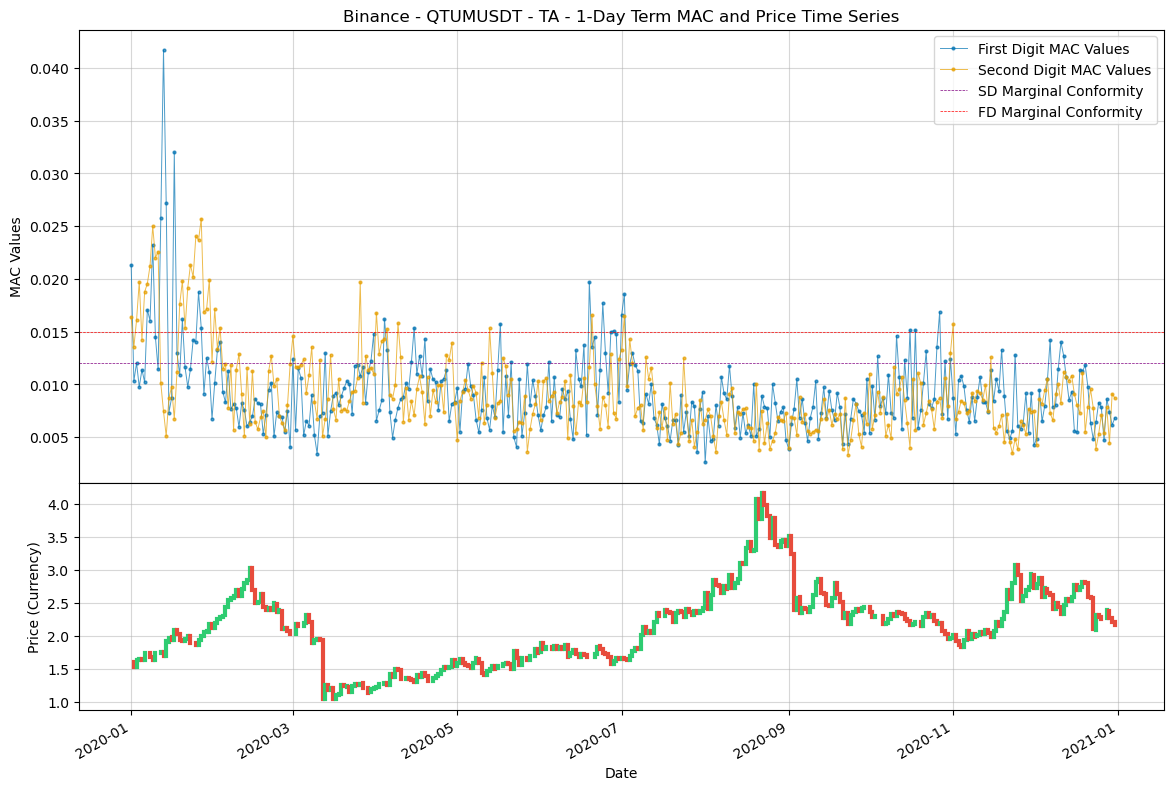 Binance - QTUMUSDT - TA - 1-Day Term MAC and Price Time Series
First Digit MAC Values
Second Digit MAC Values
SD Marginal Conformity
FD Marginal Conformity
MAC Values
0.040
0.035
0.030
0.025
0.020
0.015
0.010
0.005
Price (Currency)
4.0
3.5
3.0
2.5
2.0
1.5
1.0
2020-01
2020-03
2020-05
2020-07
2020-09
2020-11
2021-01
Date